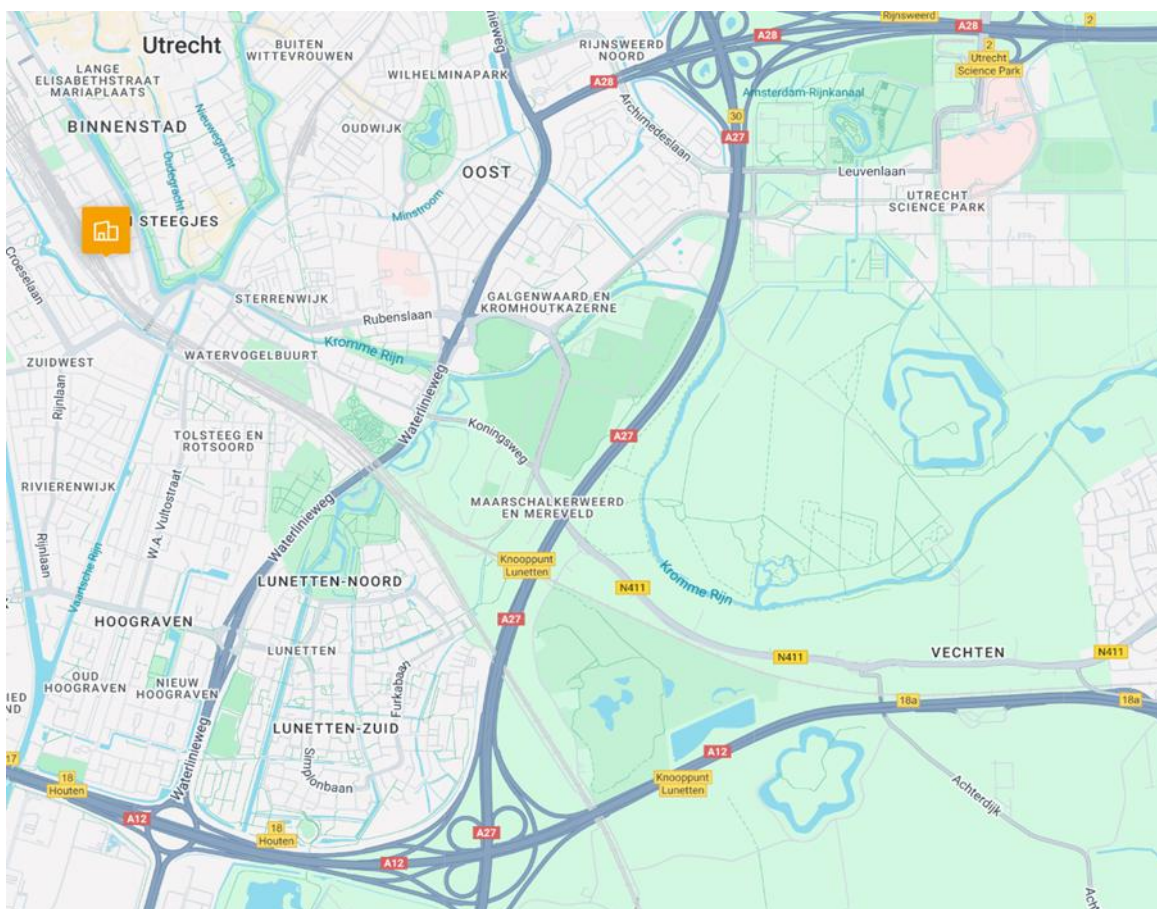 Rijnsweerd
2
A28
A28
Utrecht
BUITEN
WITTEVROUWEN
RIJNSWEERD
NOORD
2
Utrecht
Science Park
LANGE
ELISABETHSTRAAT
MARIAPLAATS
WILHELMINAPARK
A28
Nieuwegracht
Archimedeslaan
Amsterdam-Rijnkanaal
BINNENSTAD
OUDWIJK
30
A27
Oudegracht
OOST
Leuvenlaan
UTRECHT
SCIENCE PARK
Minstroom
STEEGJES
Croeselaan
STERRENWIJK
GALGENWAARD EN
KROMHOUTKAZERNE
Rubenslaan
Kromme Rijn
ZUIDWEST
WATERVOGELBUURT
Rijnlaan
Waterlinieweg
TOLSTEEG EN
ROTSOORD
Koningsweg
A27
RIVIERENWIJK
W.A. Vultostraat
MAARSCHALKERWEERD
EN MEREVELD
Waterlinieweg
Rijnlaan
Vaartsche Rijn
Knooppunt
Lunetten
LUNETTEN-NOORD
N411
Kromme Rijn
HOOGRAVEN
A27
LUNETTEN
N411
VECHTEN
N411
OUD
HOOGRAVEN
NIEUW
HOOGRAVEN
Furkabaan
18a
18a
LUNETTEN-ZUID
A12
Waterlinieweg
Simplonbaan
17
18
Houten
Knooppunt
Lunetten
Achterdijk
A12
18
Houten
A27
A12